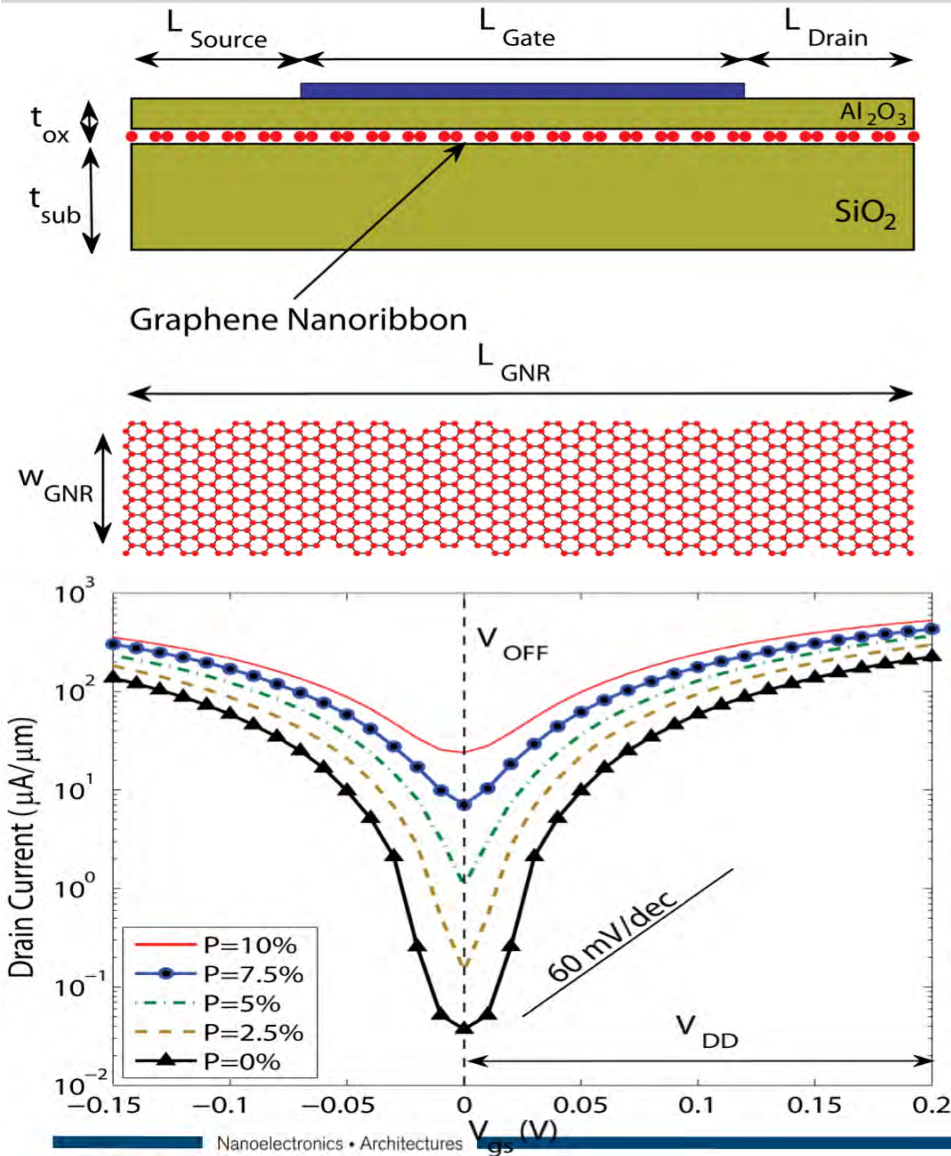 L Source L Gate L Drain
t ox
Al 2 O 3
t sub
SiO 2
Graphene Nanoribbon
L GNR
w GNR
10^3
10^2
10^1
10^0
10^−1
10^−2
Drain Current (μA/μm)
V OFF
60 mV/dec
V DD
P=10%
P=7.5%
P=5%
P=2.5%
P=0%
−0.15 −0.1 −0.05 0 0.05 0.1 0.15 0.2
V gs (V)
Nanoelectronics • Architectures